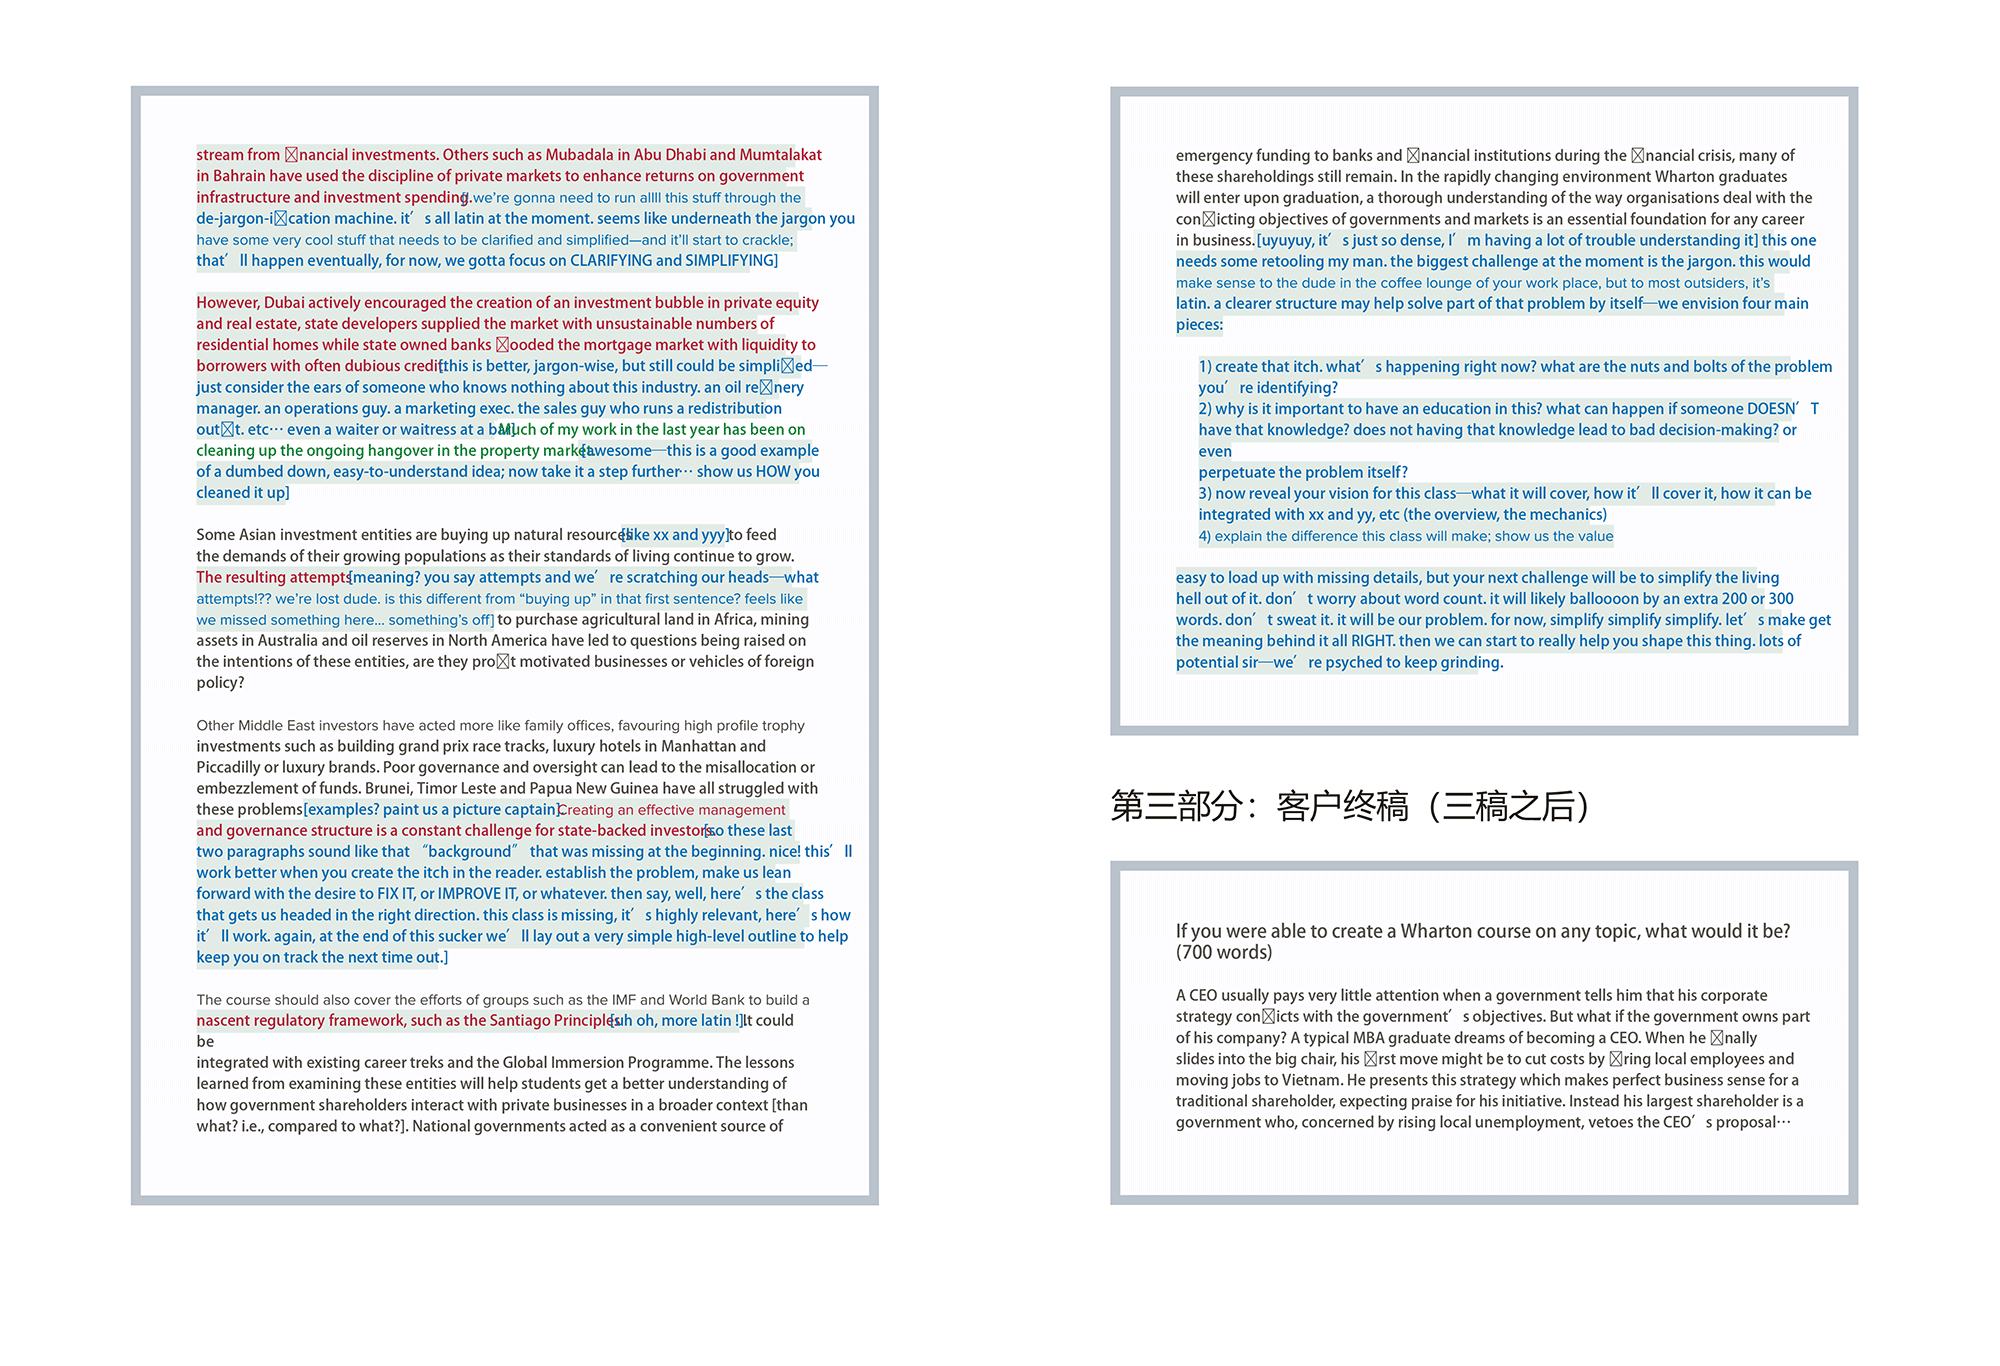 stream from ☒nancial investments. Others such as Mubadala in Abu Dhabi and Mumtalakat
in Bahrain have used the discipline of private markets to enhance returns on government
infrastructure and investment spending.[ we're gonna need to run allll this stuff through the
de-jargon-i☒cation machine. it's all latin at the moment. seems like underneath the jargon you
have some very cool stuff that needs to be clarified and simplified—and it'll start to crackle;
that'll happen eventually, for now, we gotta focus on CLARIFYING and SIMPLIFYING]
However, Dubai actively encouraged the creation of an investment bubble in private equity
and real estate, state developers supplied the market with unsustainable numbers of
residential homes while state owned banks ☒ooded the mortgage market with liquidity to
borrowers with often dubious credit.[this is better, jargon-wise, but still could be simpli☒ed—
just consider the ears of someone who knows nothing about this industry. an oil re☒nery
manager. an operations guy. a marketing exec. the sales guy who runs a redistribution
out☒t. etc… even a waiter or waitress at a bar] Much of my work in the last year has been on
cleaning up the ongoing hangover in the property market.[awesome—this is a good example
of a dumbed down, easy-to-understand idea; now take it a step further… show us HOW you
cleaned it up]
Some Asian investment entities are buying up natural resources[like xx and yyy]to feed
the demands of their growing populations as their standards of living continue to grow.
The resulting attempts[meaning? you say attempts and we're scratching our heads—what
attempts!?? we're lost dude. is this different from "buying up" in that first sentence? feels like
we missed something here... something's off] to purchase agricultural land in Africa, mining
assets in Australia and oil reserves in North America have led to questions being raised on
the intentions of these entities, are they pro☒t motivated businesses or vehicles of foreign
policy?
Other Middle East investors have acted more like family offices, favouring high profile trophy
investments such as building grand prix race tracks, luxury hotels in Manhattan and
Piccadilly or luxury brands. Poor governance and oversight can lead to the misallocation or
embezzlement of funds. Brunei, Timor Leste and Papua New Guinea have all struggled with
these problems[examples? paint us a picture captain].Creating an effective management
and governance structure is a constant challenge for state-backed investors.[so these last
two paragraphs sound like that "background" that was missing at the beginning. nice! this'll
work better when you create the itch in the reader. establish the problem, make us lean
forward with the desire to FIX IT, or IMPROVE IT, or whatever. then say, well, here's the class
that gets us headed in the right direction. this class is missing, it's highly relevant, here's how
it'll work. again, at the end of this sucker we'll lay out a very simple high-level outline to help
keep you on track the next time out.]
The course should also cover the efforts of groups such as the IMF and World Bank to build a
nascent regulatory framework, such as the Santiago Principles[uh oh, more latin !].It could
be
integrated with existing career treks and the Global Immersion Programme. The lessons
learned from examining these entities will help students get a better understanding of
how government shareholders interact with private businesses in a broader context [than
what? i.e., compared to what?]. National governments acted as a convenient source of
emergency funding to banks and ☒nancial institutions during the ☒nancial crisis, many of
these shareholdings still remain. In the rapidly changing environment Wharton graduates
will enter upon graduation, a thorough understanding of the way organisations deal with the
con☒icting objectives of governments and markets is an essential foundation for any career
in business.[uyuyuy, it's just so dense, I'm having a lot of trouble understanding it] this one
needs some retooling my man. the biggest challenge at the moment is the jargon. this would
make sense to the dude in the coffee lounge of your work place, but to most outsiders, it's
latin. a clearer structure may help solve part of that problem by itself—we envision four main
pieces:
1) create that itch. what's happening right now? what are the nuts and bolts of the problem
you're identifying?
2) why is it important to have an education in this? what can happen if someone DOESN'T
have that knowledge? does not having that knowledge lead to bad decision-making? or
even
perpetuate the problem itself?
3) now reveal your vision for this class—what it will cover, how it'll cover it, how it can be
integrated with xx and yy, etc (the overview, the mechanics)
4) explain the difference this class will make; show us the value
easy to load up with missing details, but your next challenge will be to simplify the living
hell out of it. don't worry about word count. it will likely balloooon by an extra 200 or 300
words. don't sweat it. it will be our problem. for now, simplify simplify simplify. let's make get
the meaning behind it all RIGHT. then we can start to really help you shape this thing. lots of
potential sir—we're psyched to keep grinding.
第三部分：客户终稿（三稿之后）
If you were able to create a Wharton course on any topic, what would it be?
(700 words)
A CEO usually pays very little attention when a government tells him that his corporate
strategy con☒icts with the government's objectives. But what if the government owns part
of his company? A typical MBA graduate dreams of becoming a CEO. When he ☒nally
slides into the big chair, his ☒rst move might be to cut costs by ☒ring local employees and
moving jobs to Vietnam. He presents this strategy which makes perfect business sense for a
traditional shareholder, expecting praise for his initiative. Instead his largest shareholder is a
government who, concerned by rising local unemployment, vetoes the CEO's proposal…